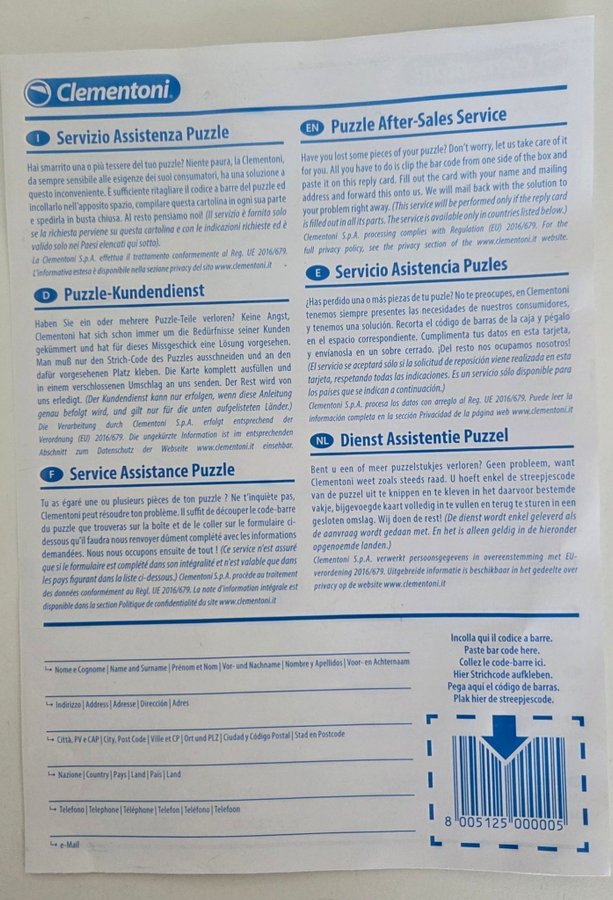 Clementoni®
I Servizio Assistenza Puzzle
Hai smarrito una o più tessere del tuo puzzle? Niente paura, la Clementoni,
da sempre sensibile alle esigenze dei suoi consumatori, ha una soluzione a
questo inconveniente. È sufficiente ritagliare il codice a barre del puzzle ed
incollarlo nell'apposito spazio, compilare questa cartolina in ogni sua parte
e spedirla in busta chiusa. Al resto pensiamo noi! (Il servizio è fornito solo
se la richiesta perviene su questa cartolina e con le indicazioni richieste ed è
valido solo nei Paesi elencati qui sotto).
La Clementoni S.p.A. effettua il trattamento conformemente al Reg. UE 2016/679.
L'informativa estesa è disponibile nella sezione privacy del sito www.clementoni.it
D Puzzle-Kundendienst
Haben Sie ein oder mehrere Puzzle-Teile verloren? Keine Angst,
Clementoni hat sich schon immer um die Bedürfnisse seiner Kunden
gekümmert und hat für dieses Missgeschick eine Lösung vorgesehen.
Man muß nur den Strich-Code des Puzzles ausschneiden und an den
dafür vorgesehenen Platz kleben. Die Karte komplett ausfüllen und
in einem verschlossenen Umschlag an uns senden. Der Rest wird von
uns erledigt. (Der Kundendienst kann nur erfolgen, wenn diese Anleitung
genau befolgt wird, und gilt nur für die unten aufgelisteten Länder.)
Die Verarbeitung durch Clementoni S.p.A. erfolgt entsprechend der
Verordnung (EU) 2016/679. Die ungekürzte Information ist im entsprechenden
Abschnitt zum Datenschutz der Webseite www.clementoni.it einsehbar.
F Service Assistance Puzzle
Tu as égaré une ou plusieurs pièces de ton puzzle ? Ne t'inquiète pas,
Clementoni peut résoudre ton problème. Il suffit de découper le code-barre
du puzzle que tu trouveras sur la boîte et de le coller sur le formulaire ci-
dessous qu'il faudra nous renvoyer dûment complété avec les informations
demandées. Nous nous occupons ensuite de tout ! (Ce service n'est assuré
que si le formulaire est complété dans son intégralité et n'est valable que dans
les pays figurant dans la liste ci-dessous.) Clementoni S.p.A. procède au traitement
des données conformément au Règl. UE 2016/679. La note d'information intégrale est
disponible dans la section Politique de confidentialité du site www.clementoni.it
EN Puzzle After-Sales Service
Have you lost some pieces of your puzzle? Don't worry, let us take care of it
for you. All you have to do is clip the bar code from one side of the box and
paste it on this reply card. Fill out the card with your name and mailing
address and forward this onto us. We will mail back with the solution to
your problem right away. (This service will be performed only if the reply card
is filled out in all its parts. The service is available only in countries listed below.)
Clementoni S.p.A. processing complies with Regulation (EU) 2016/679. For the
full privacy policy, see the privacy section of the www.clementoni.it website.
E Servicio Asistencia Puzles
¿Has perdido una o más piezas de tu puzle? No te preocupes, en Clementoni
tenemos siempre presentes las necesidades de nuestros consumidores,
y tenemos una solución. Recorta el código de barras de la caja y pégalo
en el espacio correspondiente. Cumplimenta tus datos en esta tarjeta,
y envíanosla en un sobre cerrado. ¡Del resto nos ocupamos nosotros!
(El servicio se aceptará sólo si la solicitud de reposición viene realizada en esta
tarjeta, respetando todas las indicaciones. Es un servicio sólo disponible para
los países que se indican a continuación.)
Clementoni S.p.A. procesa los datos con arreglo al Reg. UE 2016/679. Puede leer la
información completa en la sección Privacidad de la página web www.clementoni.it
NL Dienst Assistentie Puzzel
Bent u een of meer puzzelstukjes verloren? Geen probleem, want
Clementoni weet zoals steeds raad. U hoeft enkel de streepjescode
van de puzzel uit te knippen en te kleven in het daarvoor bestemde
vakje, bijgevoegde kaart volledig in te vullen en terug te sturen in een
gesloten omslag. Wij doen de rest! (De dienst wordt enkel geleverd als
de aanvraag wordt gedaan met. En het is alleen geldig in de hieronder
opgenoemde landen.)
Clementoni S.p.A. verwerkt persoonsgegevens in overeenstemming met EU-
verordening 2016/679. Uitgebreide informatie is beschikbaar in het gedeelte over
privacy op de website www.clementoni.it
Nome e Cognome | Name and Surname | Prénom et Nom | Vor- und Nachname | Nombre y Apellidos | Voor- en Achternaam
Indirizzo | Address | Adresse | Dirección | Adres
Città, PV e CAP | City, Post Code | Ville et CP | Ort und PLZ | Ciudad y Código Postal | Stad en Postcode
Nazione | Country | Pays | Land | País | Land
Telefono | Telephone | Téléphone | Telefon | Teléfono | Telefoon
e-Mail
Incolla qui il codice a barre.
Paste bar code here.
Collez le code-barre ici.
Hier Strichcode aufkleben.
Pega aquí el código de barras.
Plak hier de streepjescode.
8 005125 000005